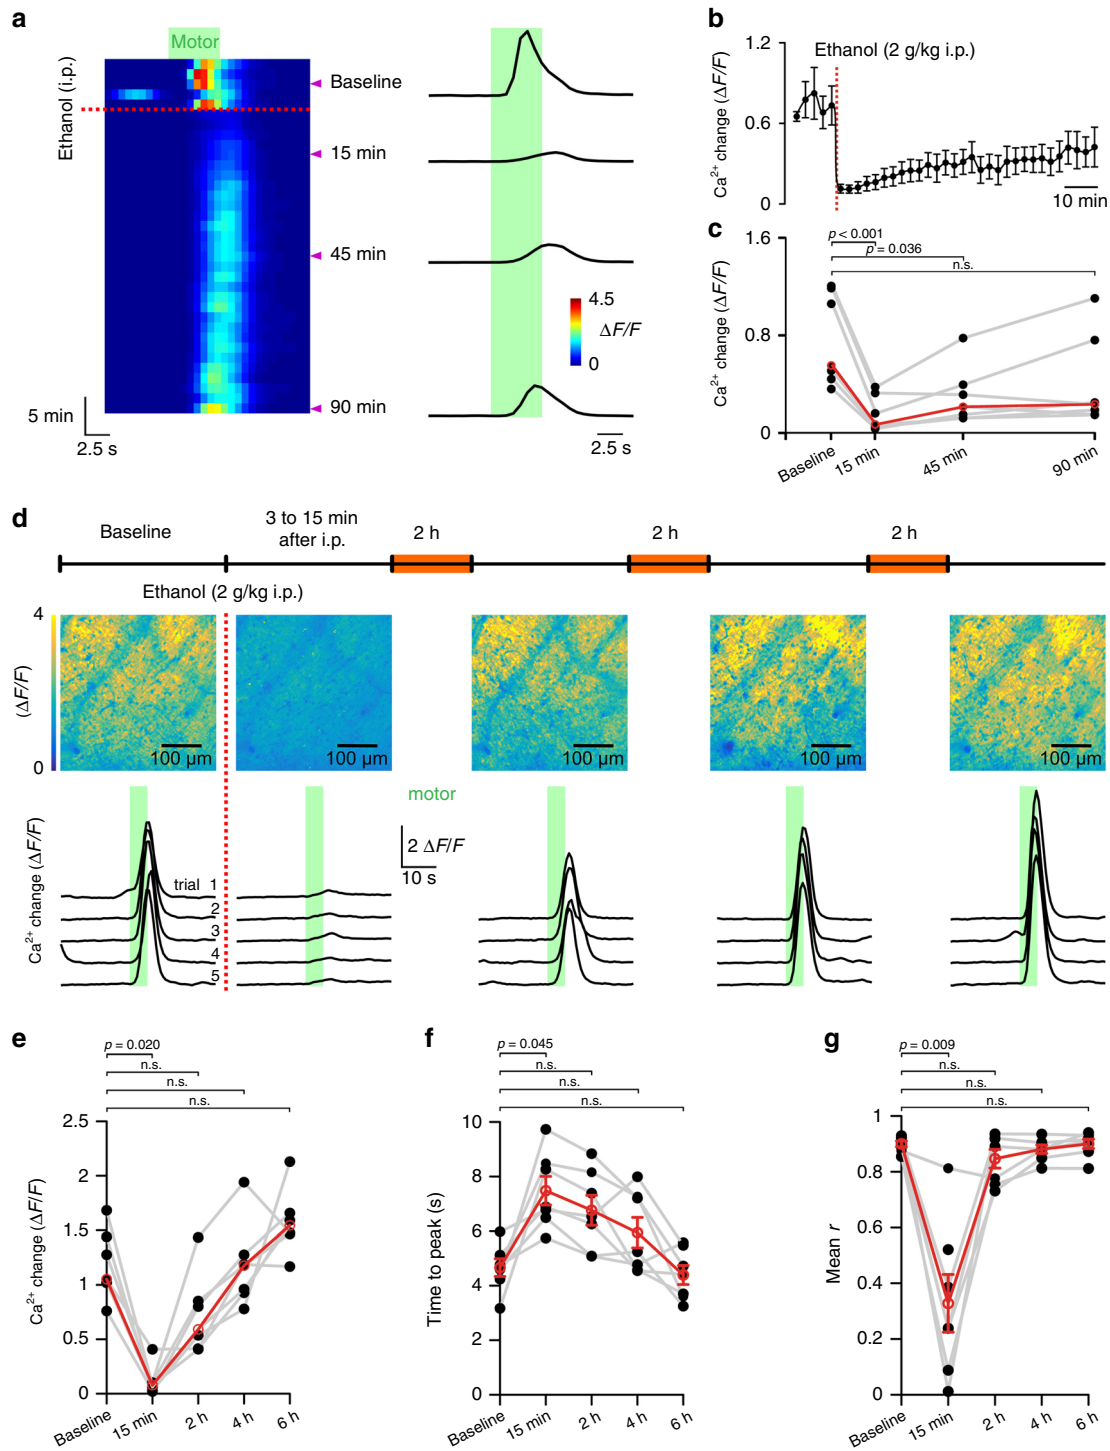 a
Motor
Ethanol (i.p.)
Baseline
15 min
45 min
90 min
5 min
2.5 s
4.5
ΔF/F
0
2.5 s
b
Ethanol (2 g/kg i.p.)
Ca²⁺ change (ΔF/F)
1.2
0.6
0
10 min
c
p < 0.001
p = 0.036
n.s.
Ca²⁺ change (ΔF/F)
1.6
0.8
0
Baseline
15 min
45 min
90 min
d
Baseline
3 to 15 min
after i.p.
2 h
2 h
2 h
Ethanol (2 g/kg i.p.)
4
(ΔF/F)
0
100 µm
100 µm
100 µm
100 µm
100 µm
motor
2 ΔF/F
10 s
Ca²⁺ change (ΔF/F)
trial 1
2
3
4
5
e
p = 0.020
n.s.
n.s.
n.s.
Ca²⁺ change (ΔF/F)
2.5
2
1.5
1
0.5
0
Baseline
15 min
2 h
4 h
6 h
f
p = 0.045
n.s.
n.s.
n.s.
Time to peak (s)
10
8
6
4
2
0
Baseline
15 min
2 h
4 h
6 h
g
p = 0.009
n.s.
n.s.
n.s.
Mean r
1
0.8
0.6
0.4
0.2
0
Baseline
15 min
2 h
4 h
6 h